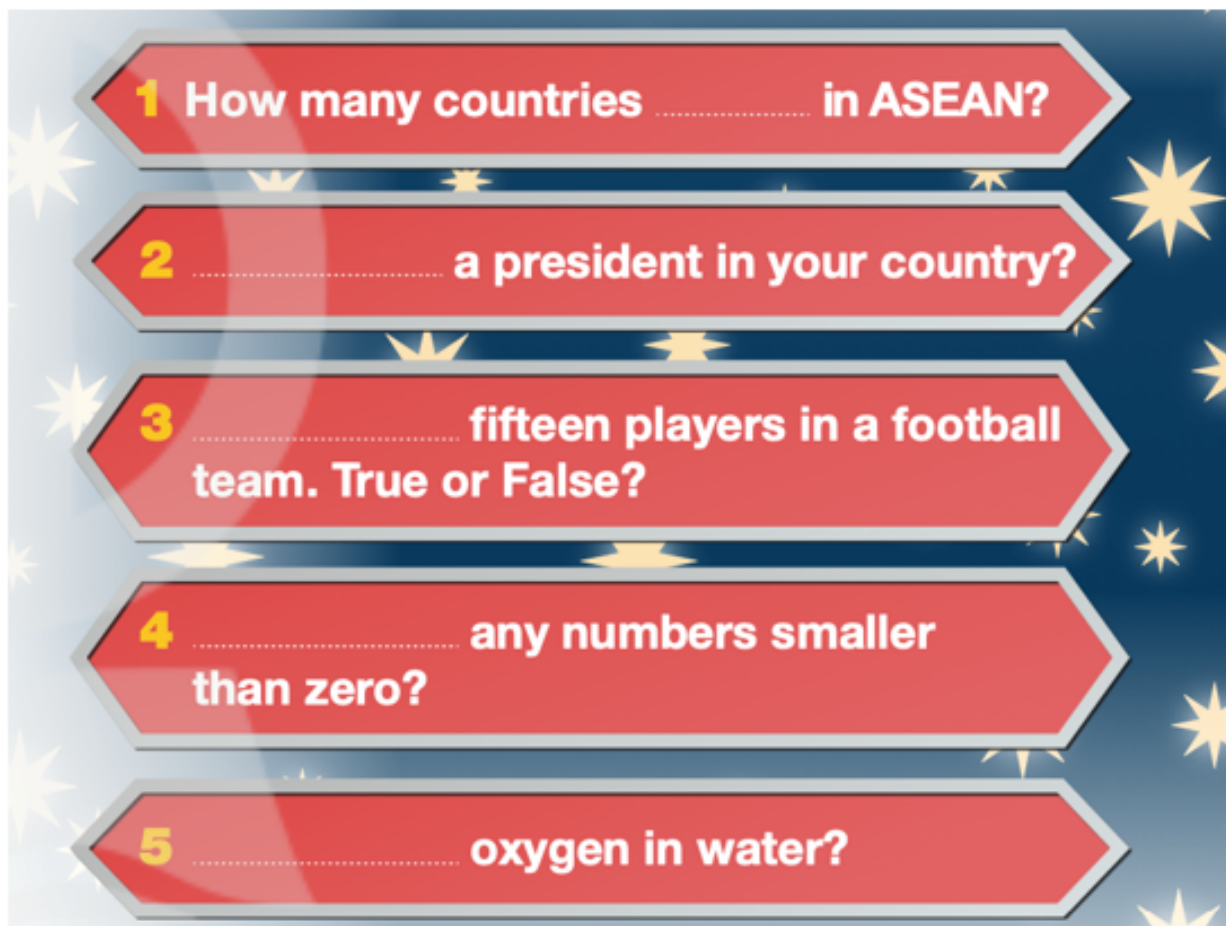 1 How many countries .................... in ASEAN?
2 .................... a president in your country?
3 .................... fifteen players in a football
team. True or False?
4 .................... any numbers smaller
than zero?
5 .................... oxygen in water?